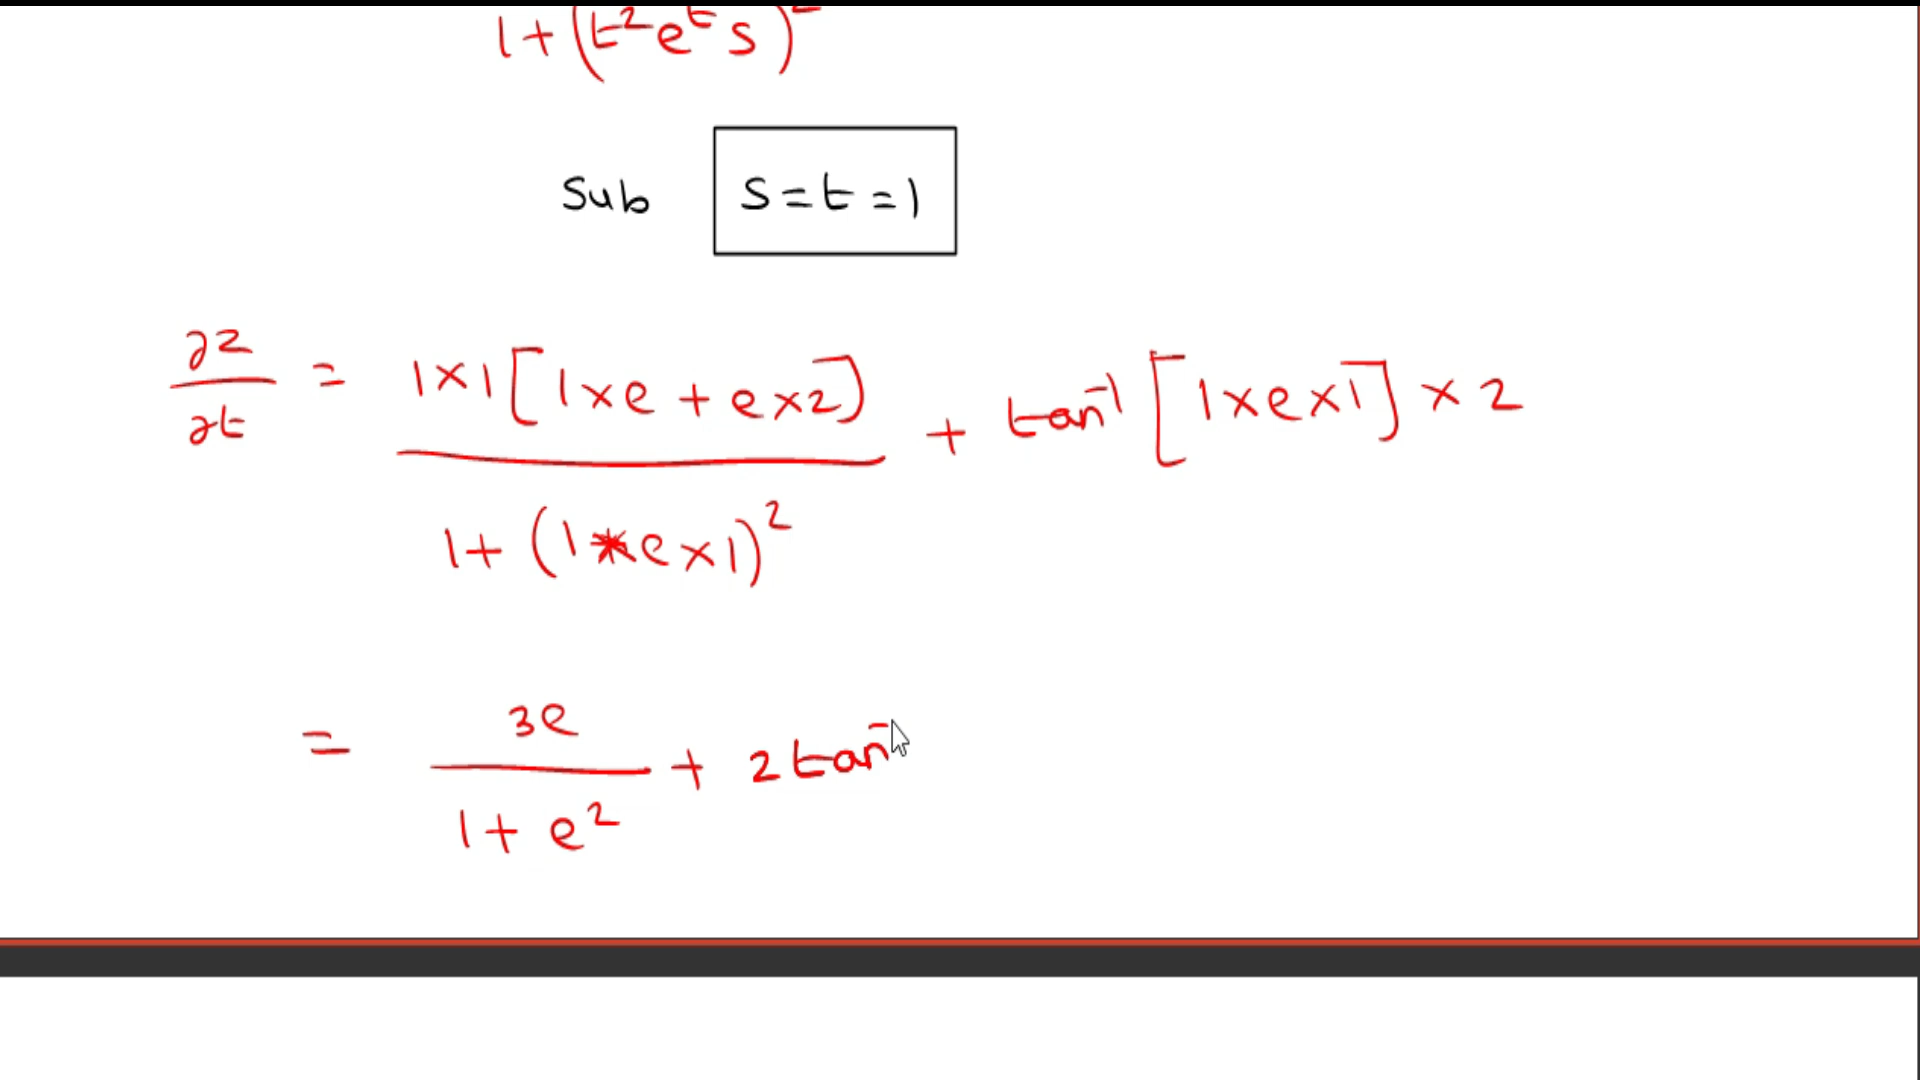 1+(t²eᵗs)²
Sub s=t=1
∂z/∂t = 1×1[1×e+e×2]/1+(1×e×1)² + tan⁻¹[1×e×1]×2
= 3e/1+e² + 2tan⁻